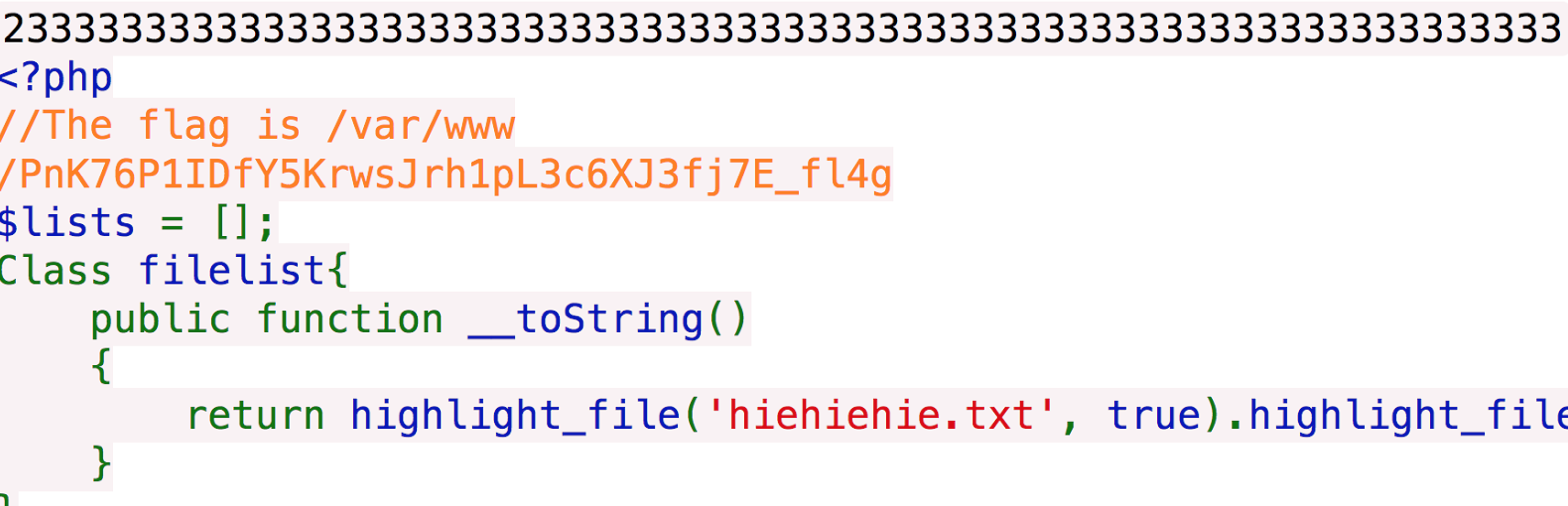 233333333333333333333333333333333333333333333333333333333333333333
<?php
//The flag is /var/www
/PnK76P1IDfY5KrwsJrh1pL3c6XJ3fj7E_fl4g
$lists = [];
Class filelist{
    public function __toString()
    {
        return highlight_file('hiehiehie.txt', true).highlight_file
    }
}